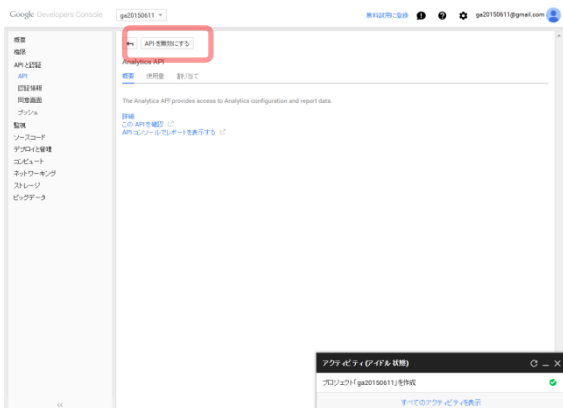 Google Developers Console
ga20150611
無料試用に登録
ga20150611@gmail.com
概要
権限
API と認証
API
認証情報
同意画面
プッシュ
監視
ソースコード
デプロイと管理
コンピュート
ネットワーキング
ストレージ
ビッグデータ
API を無効にする
Analytics API
概要 使用量 割り当て
The Analytics API provides access to Analytics configuration and report data.
詳細
この API を確認
API コンソールでレポートを表示する
アクティビティ (アイドル状態)
プロジェクト「ga20150611」を作成
すべてのアクティビティを表示